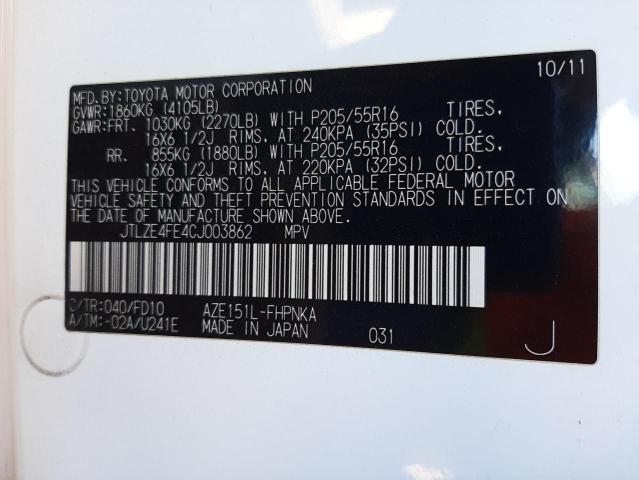 MFD.BY:TOYOTA MOTOR CORPORATION 10/11
GVWR:1860KG (4105LB)
GAWR:FRT. 1030KG (2270LB) WITH P205/55R16 TIRES,
16X6 1/2J RIMS, AT 240KPA (35PSI) COLD.
RR. 855KG (1880LB) WITH P205/55R16 TIRES,
16X6 1/2J RIMS, AT 220KPA (32PSI) COLD.
THIS VEHICLE CONFORMS TO ALL APPLICABLE FEDERAL MOTOR
VEHICLE SAFETY AND THEFT PREVENTION STANDARDS IN EFFECT ON
THE DATE OF MANUFACTURE SHOWN ABOVE.
JTLZE4FE4CJ003862 MPV
C/TR:040/FD10 AZE151L-FHPNKA
A/TM:-02A/U241E MADE IN JAPAN 031 J